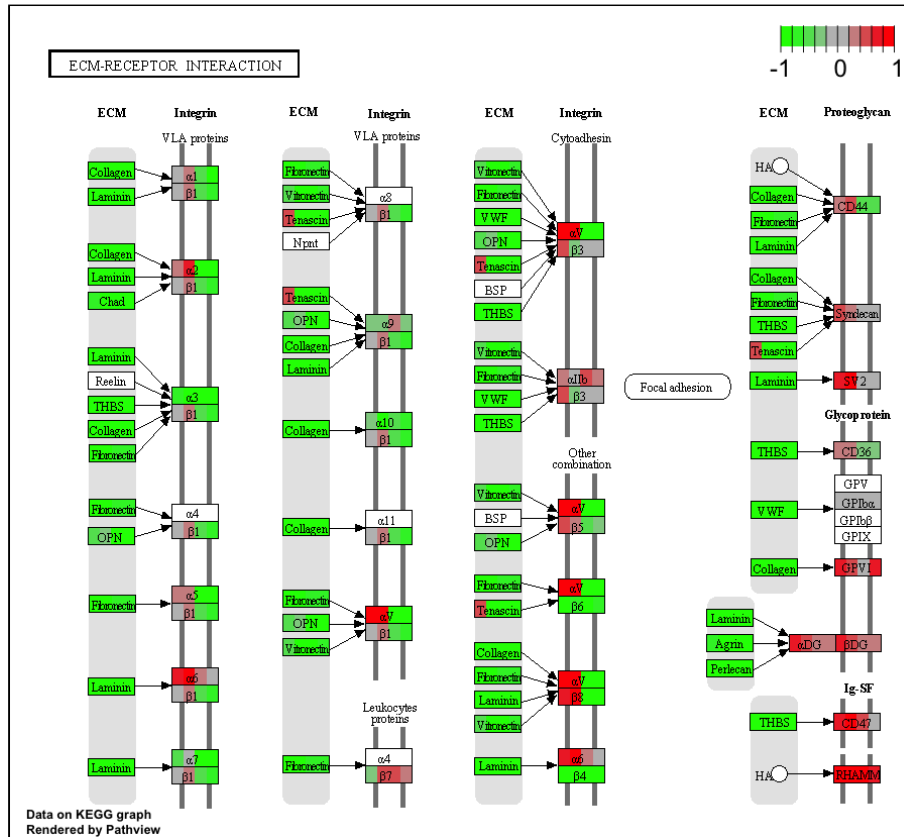 -1 0 1
ECM-RECEPTOR INTERACTION
ECM Integrin
VLA proteins
Collagen
Laminin
α1
β1
Collagen
Laminin
Chad
α2
β1
Laminin
Reelin
THBS
Collagen
Fibronectin
α3
β1
Fibronectin
OPN
α4
β1
Fibronectin
α5
β1
Laminin
α6
β1
Laminin
α7
β1
ECM Integrin
VLA proteins
Fibronectin
Vitronectin
Tenascin
Npnt
α8
β1
Tenascin
OPN
Collagen
Laminin
α9
β1
Collagen
α10
β1
Collagen
α11
β1
Fibronectin
OPN
Vitronectin
αV
β1
Leukocytes
proteins
Fibronectin
α4
β7
ECM Integrin
Cytoadhesin
Vitronectin
Fibronectin
VWF
OPN
Tenascin
BSP
THBS
αV
β3
Vitronectin
Fibronectin
VWF
THBS
αIIb
β3
Other
combination
Vitronectin
BSP
OPN
αV
β5
Fibronectin
Tenascin
αV
β6
Collagen
Fibronectin
Laminin
Vitronectin
αV
β8
Laminin
α6
β4
Focal adhesion
ECM Proteoglycan
HA
Collagen
Fibronectin
Laminin
CD44
Collagen
Fibronectin
THBS
Tenascin
Syndecan
Laminin
SV2
Glycoprotein
THBS
CD36
VWF
GPV
GPIbα
GPIbβ
GPIX
Collagen
GPVI
Laminin
Agrin
Perlecan
αDG βDG
Ig-SF
THBS
CD47
HA
RHAMM
Data on KEGG graph
Rendered by Pathview